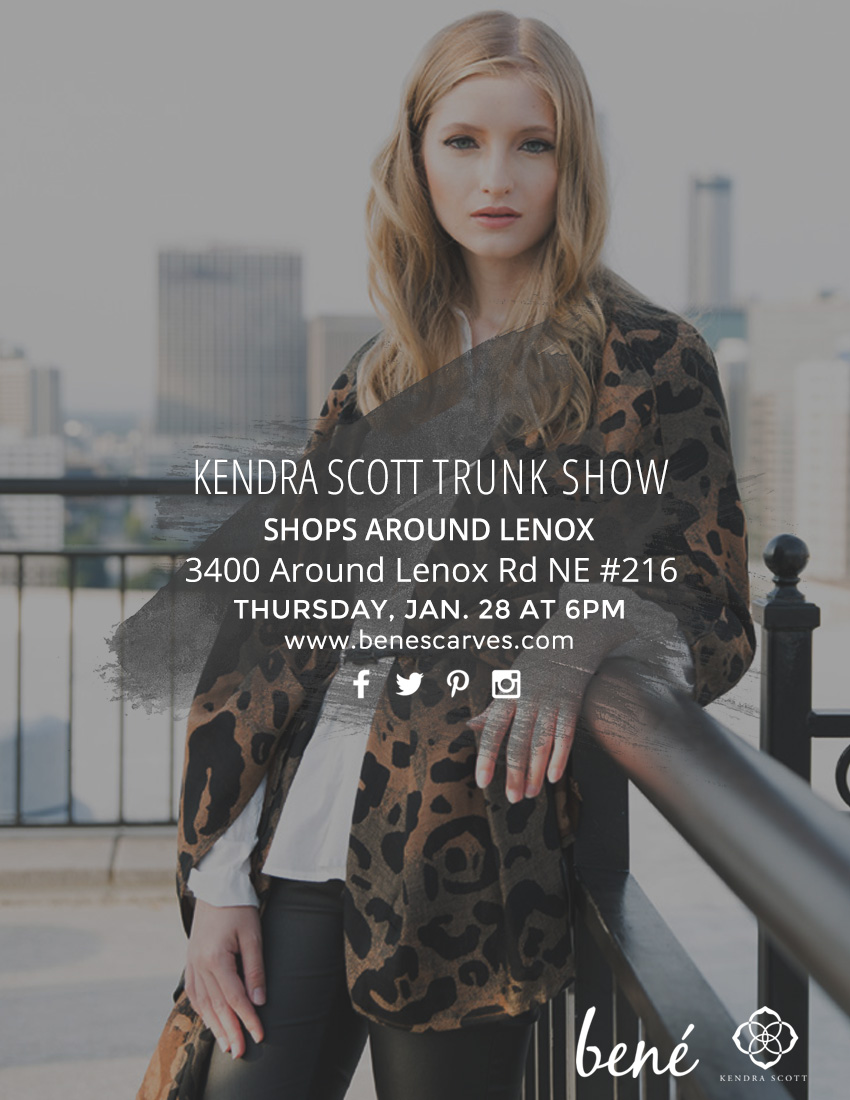 KENDRA SCOTT TRUNK SHOW
SHOPS AROUND LENOX
3400 Around Lenox Rd NE #216
THURSDAY, JAN. 28 AT 6PM
www.benescarves.com
bené
KENDRA SCOTT